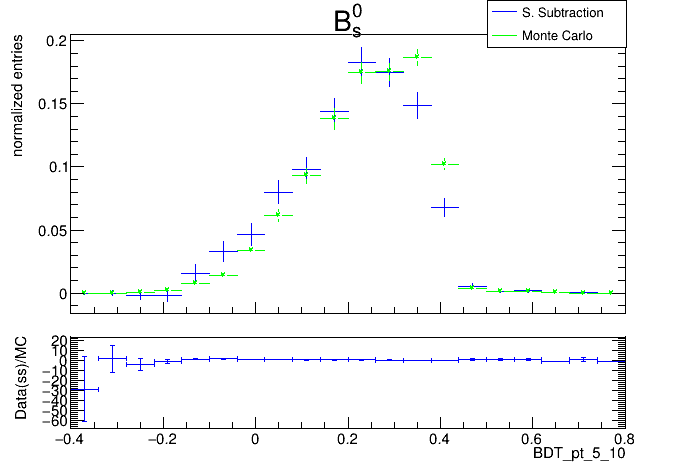 B_s^0
S. Subtraction
Monte Carlo
normalized entries
0.2
0.15
0.1
0.05
0
Data(ss)/MC
20
10
0
−10
−20
−30
−40
−50
−60
−0.4 −0.2 0 0.2 0.4 0.6 0.8
BDT_pt_5_10